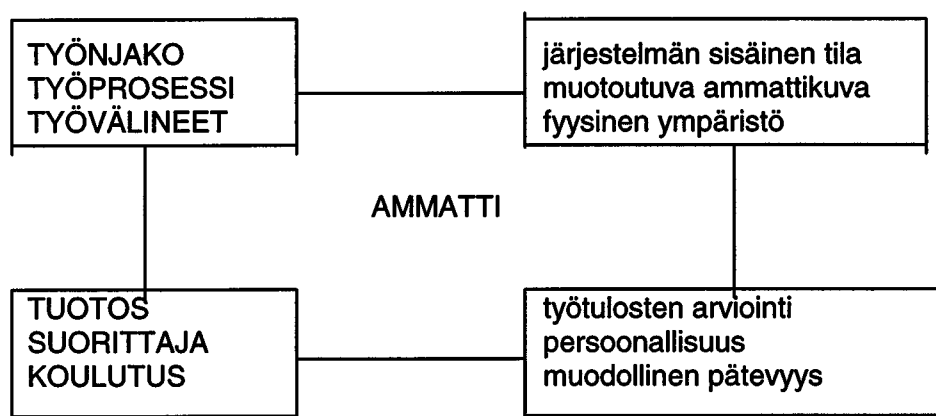 TYÖNJAKO
TYÖPROSESSI
TYÖVÄLINEET
järjestelmän sisäinen tila
muotoutuva ammattikuva
fyysinen ympäristö
AMMATTI
TUOTOS
SUORITTAJA
KOULUTUS
työtulosten arviointi
persoonallisuus
muodollinen pätevyys